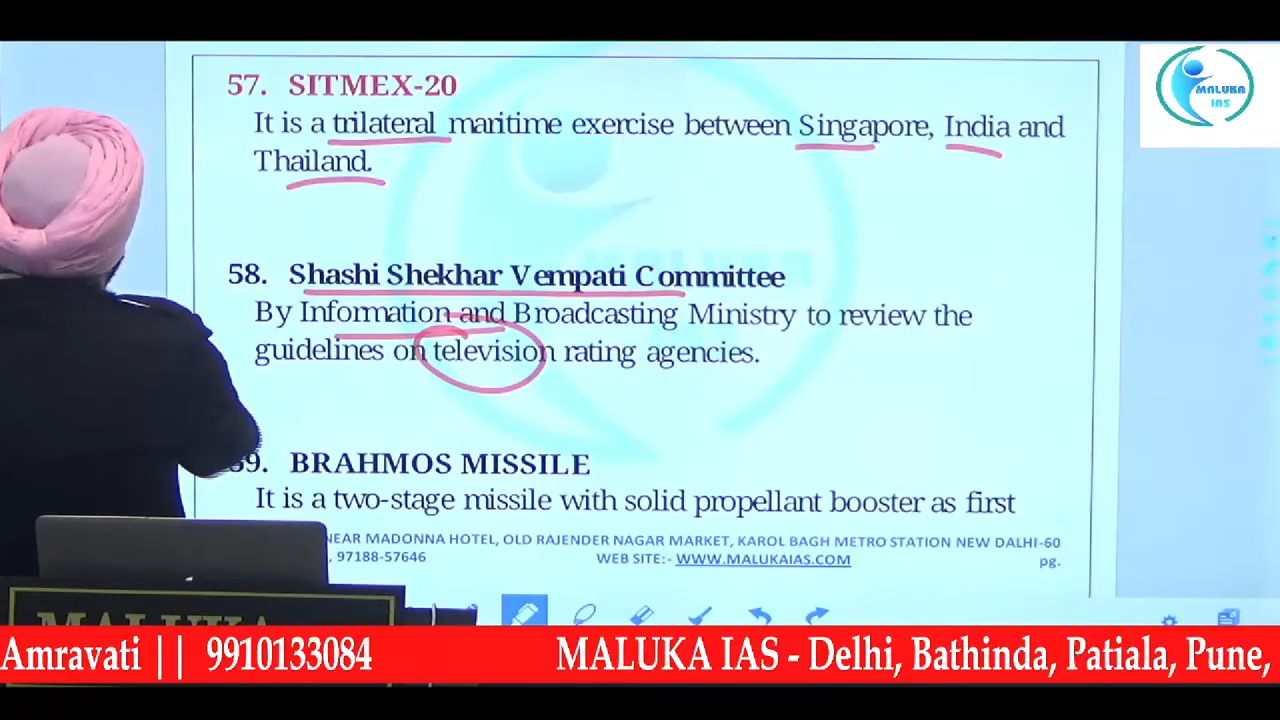 MALUKA
IAS
57. SITMEX-20
It is a trilateral maritime exercise between Singapore, India and
Thailand.
58. Shashi Shekhar Vempati Committee
By Information and Broadcasting Ministry to review the
guidelines on television rating agencies.
59. BRAHMOS MISSILE
It is a two-stage missile with solid propellant booster as first
NEAR MADONNA HOTEL, OLD RAJENDER NAGAR MARKET, KAROL BAGH METRO STATION NEW DELHI-60
, 97188-57646 WEB SITE:- WWW.MALUKAIAS.COM pg.
MALUKA
Amravati || 9910133084 MALUKA IAS - Delhi, Bathinda, Patiala, Pune,